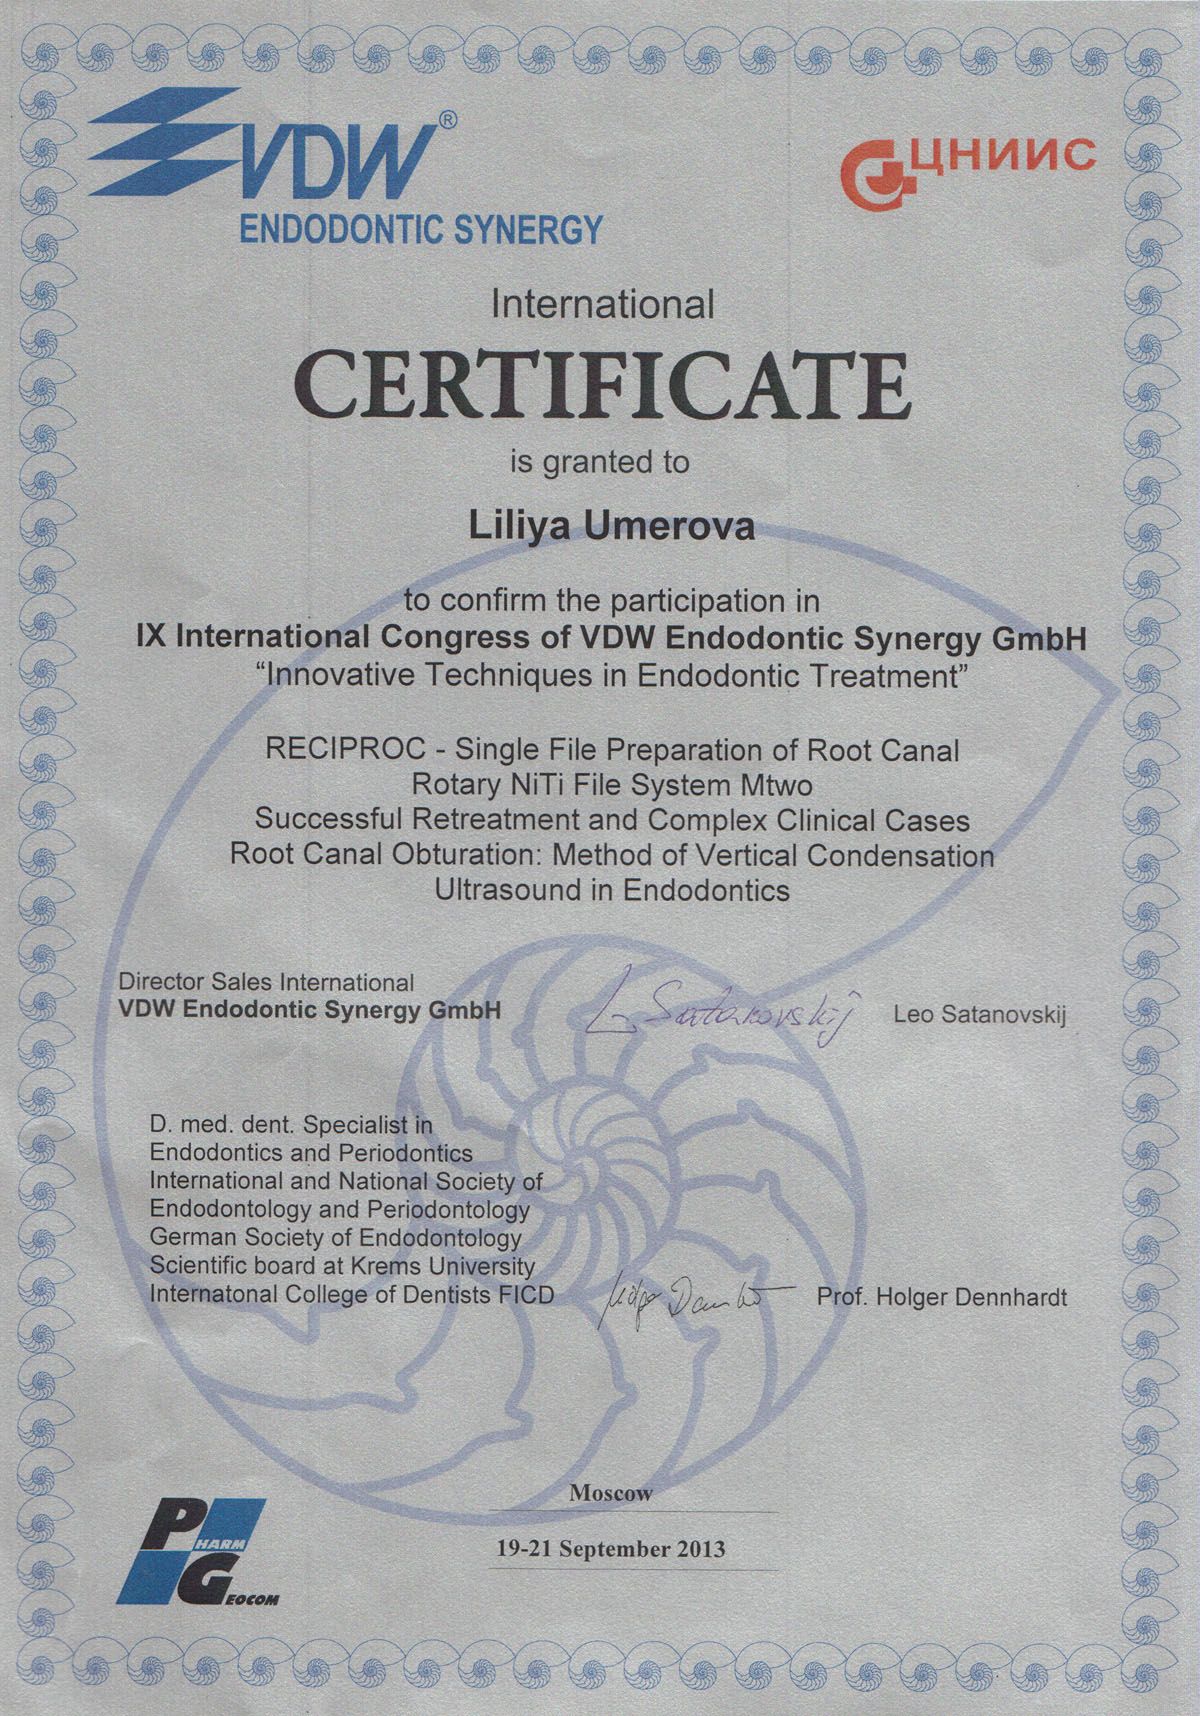 VDW®
ENDODONTIC SYNERGY
ЦНИИС
International
CERTIFICATE
is granted to
Liliya Umerova
to confirm the participation in
IX International Congress of VDW Endodontic Synergy GmbH
“Innovative Techniques in Endodontic Treatment”
RECIPROC - Single File Preparation of Root Canal
Rotary NiTi File System Mtwo
Successful Retreatment and Complex Clinical Cases
Root Canal Obturation: Method of Vertical Condensation
Ultrasound in Endodontics
Director Sales International
VDW Endodontic Synergy GmbH
L Satanovskij
Leo Satanovskij
D. med. dent. Specialist in
Endodontics and Periodontics
International and National Society of
Endodontology and Periodontology
German Society of Endodontology
Scientific board at Krems University
Internatonal College of Dentists FICD
Prof. Holger Dennhardt
Moscow
19-21 September 2013
PHARM
GEOCOM